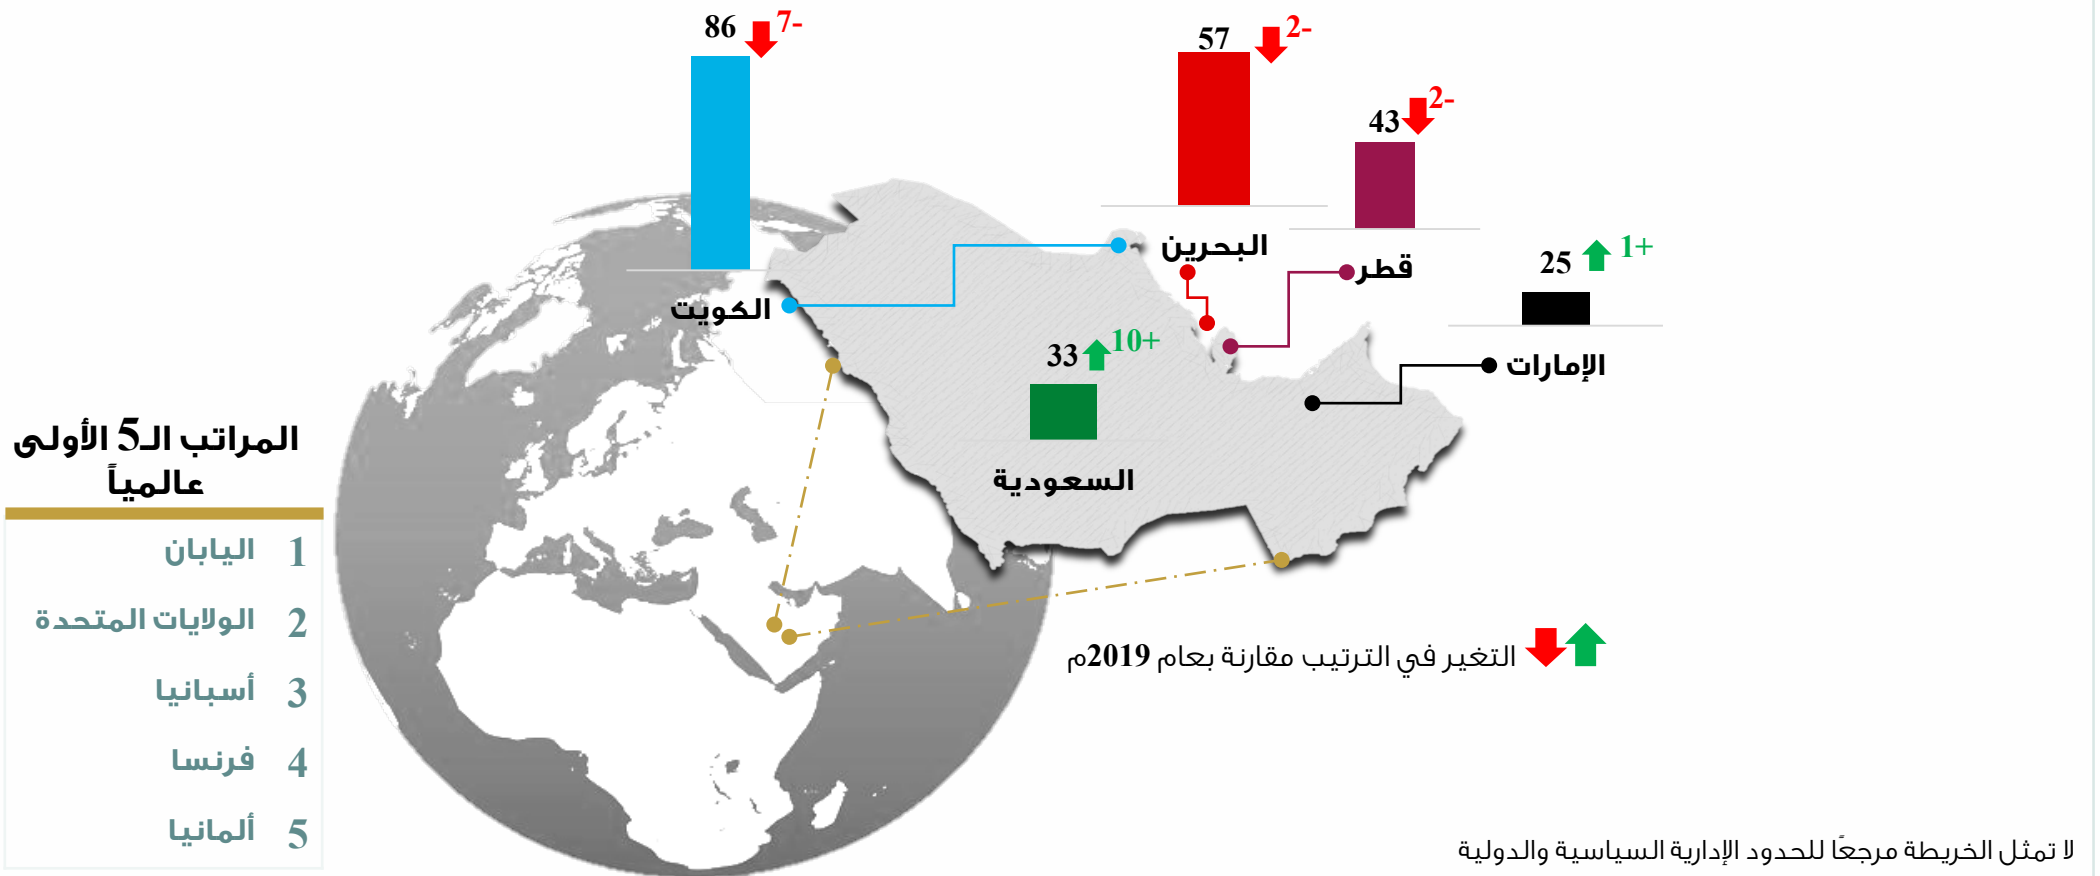 86 7-
57 2-
43 2-
25 1+
البحرين
قطر
الكويت
33 10+
الإمارات
السعودية
المراتب الـ5 الأولى
عالمياً
1 اليابان
2 الولايات المتحدة
3 أسبانيا
4 فرنسا
5 ألمانيا
التغير في الترتيب مقارنة بعام 2019م
لا تمثل الخريطة مرجعًا للحدود الإدارية السياسية والدولية